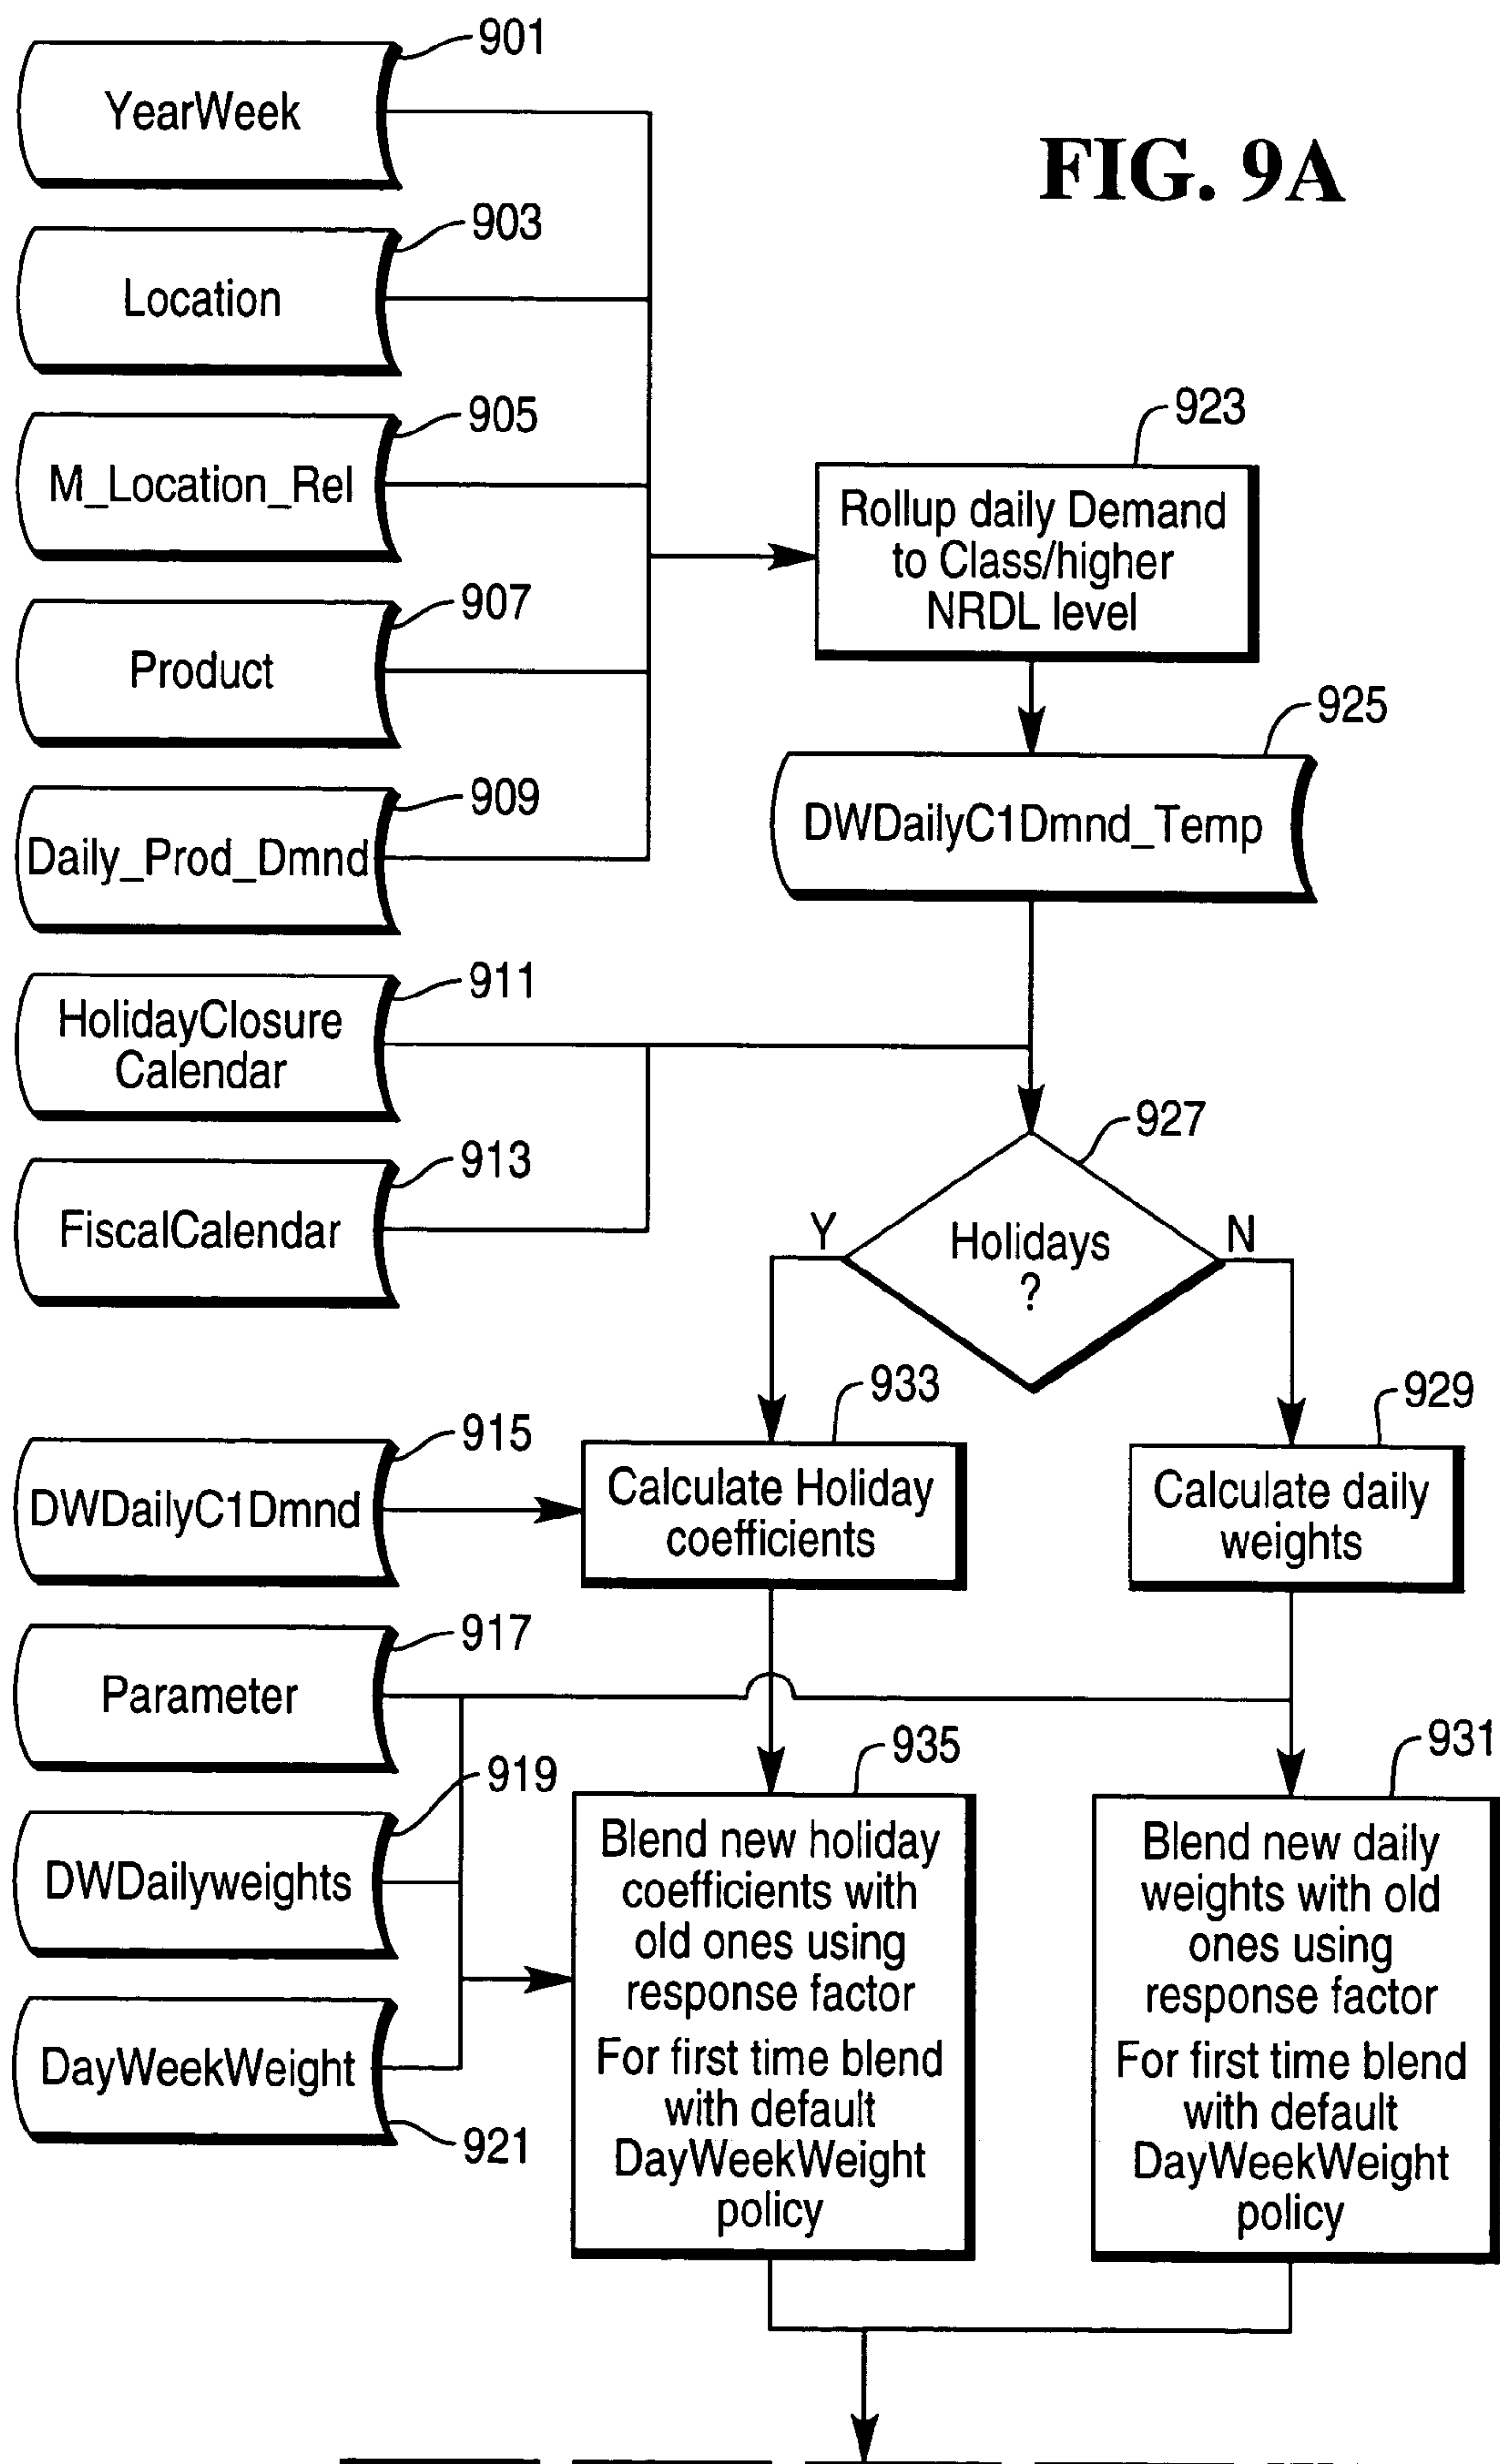 FIG. 9A
901
YearWeek
903
Location
905
M_Location_Rel
907
Product
909
Daily_Prod_Dmnd
923
Rollup daily Demand
to Class/higher
NRDL level
925
DWDailyC1Dmnd_Temp
911
HolidayClosure
Calendar
913
FiscalCalendar
927
Holidays
?
Y
N
915
DWDailyC1Dmnd
933
Calculate Holiday
coefficients
929
Calculate daily
weights
917
Parameter
919
DWDailyweights
DayWeekWeight
921
935
Blend new holiday
coefficients with
old ones using
response factor
For first time blend
with default
DayWeekWeight
policy
931
Blend new daily
weights with old
ones using
response factor
For first time blend
with default
DayWeekWeight
policy